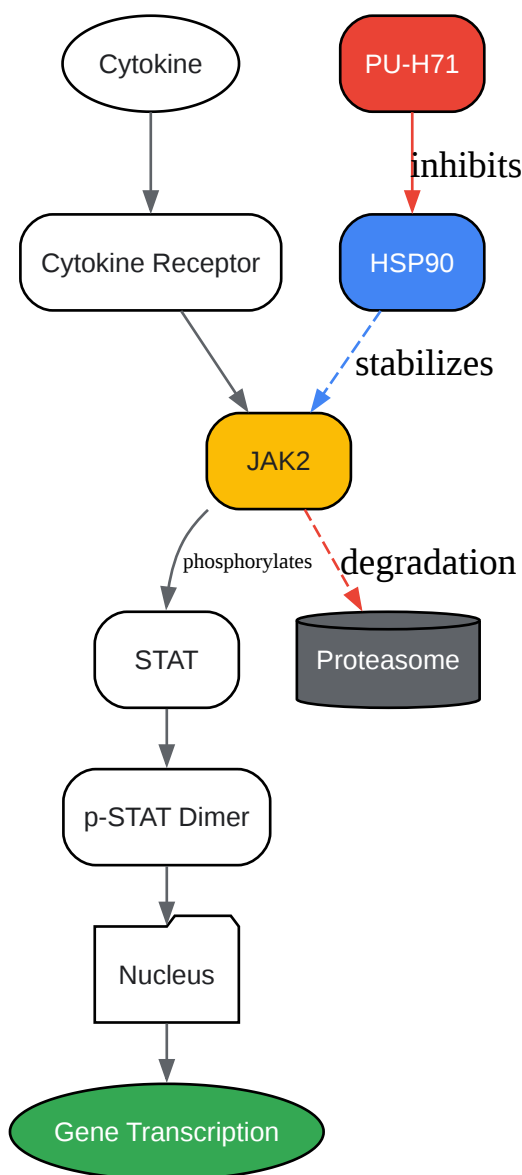 Cytokine
PU-H71
inhibits
Cytokine Receptor
HSP90
stabilizes
JAK2
phosphorylates
degradation
STAT
Proteasome
p-STAT Dimer
Nucleus
Gene Transcription